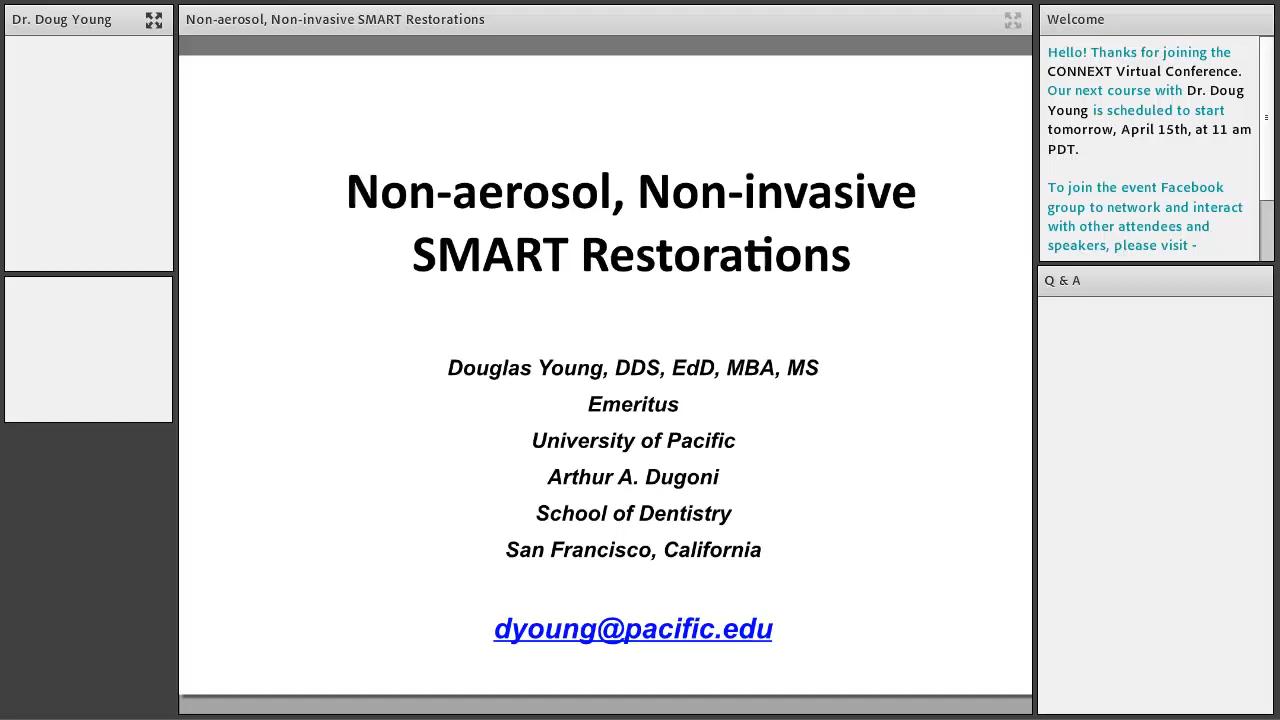 Dr. Doug Young
Non-aerosol, Non-invasive SMART Restorations
Welcome
Hello! Thanks for joining the
CONNEXT Virtual Conference.
Our next course with Dr. Doug
Young is scheduled to start
tomorrow, April 15th, at 11 am
PDT.
To join the event Facebook
group to network and interact
with other attendees and
speakers, please visit -
Q & A
Non-aerosol, Non-invasive
SMART Restorations
Douglas Young, DDS, EdD, MBA, MS
Emeritus
University of Pacific
Arthur A. Dugoni
School of Dentistry
San Francisco, California
dyoung@pacific.edu